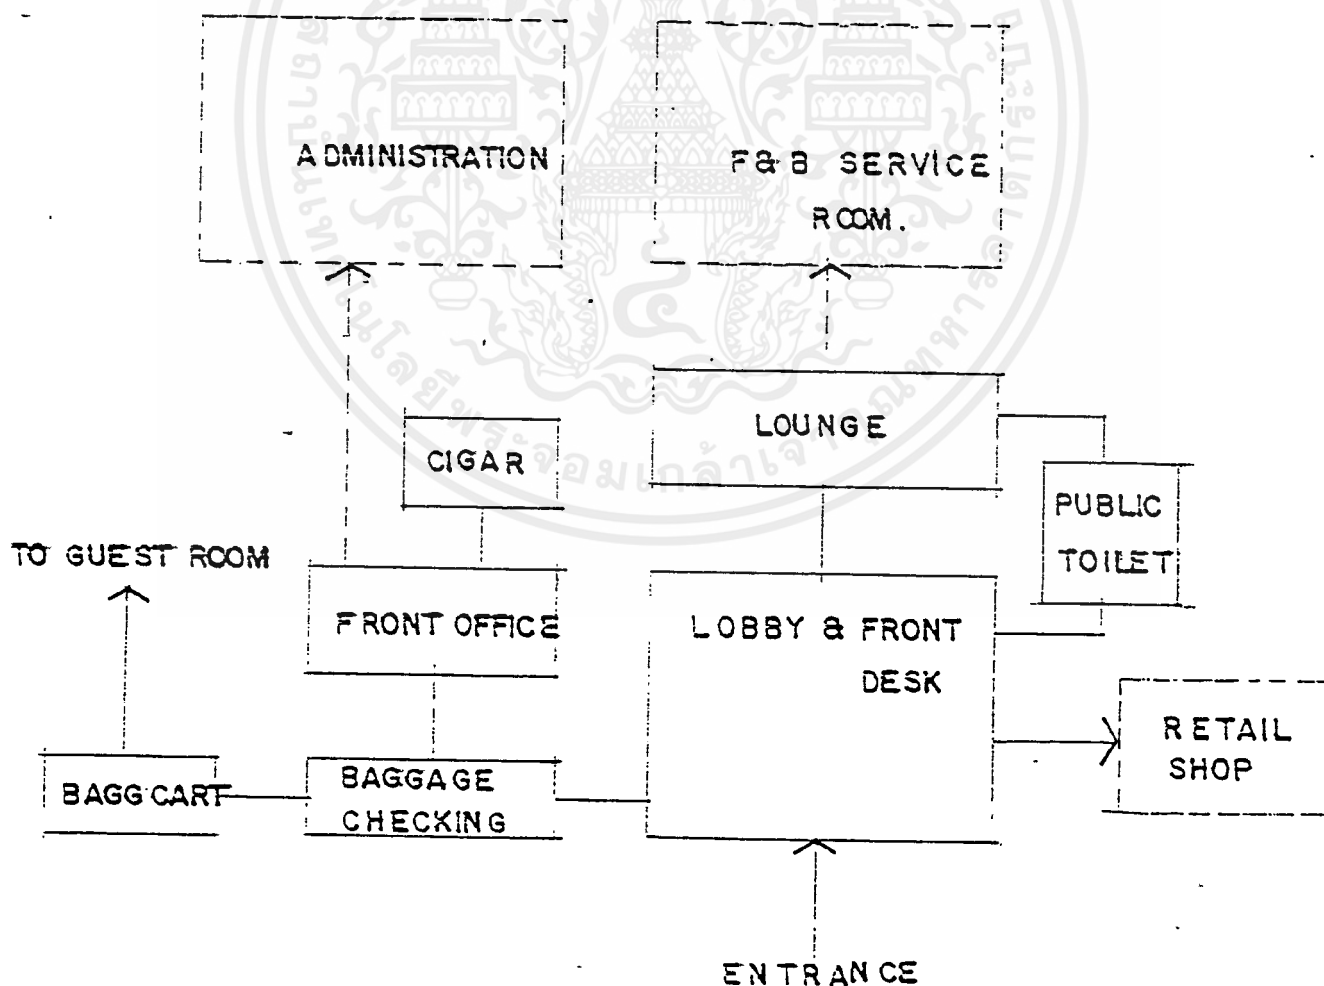 ADMINISTRATION
F&B SERVICE
ROOM.
LOUNGE
CIGAR
PUBLIC
TOILET
TO GUEST ROOM
FRONT OFFICE
LOBBY & FRONT
DESK
RETAIL
SHOP
BAGG CART
BAGGAGE
CHECKING
ENTRANCE